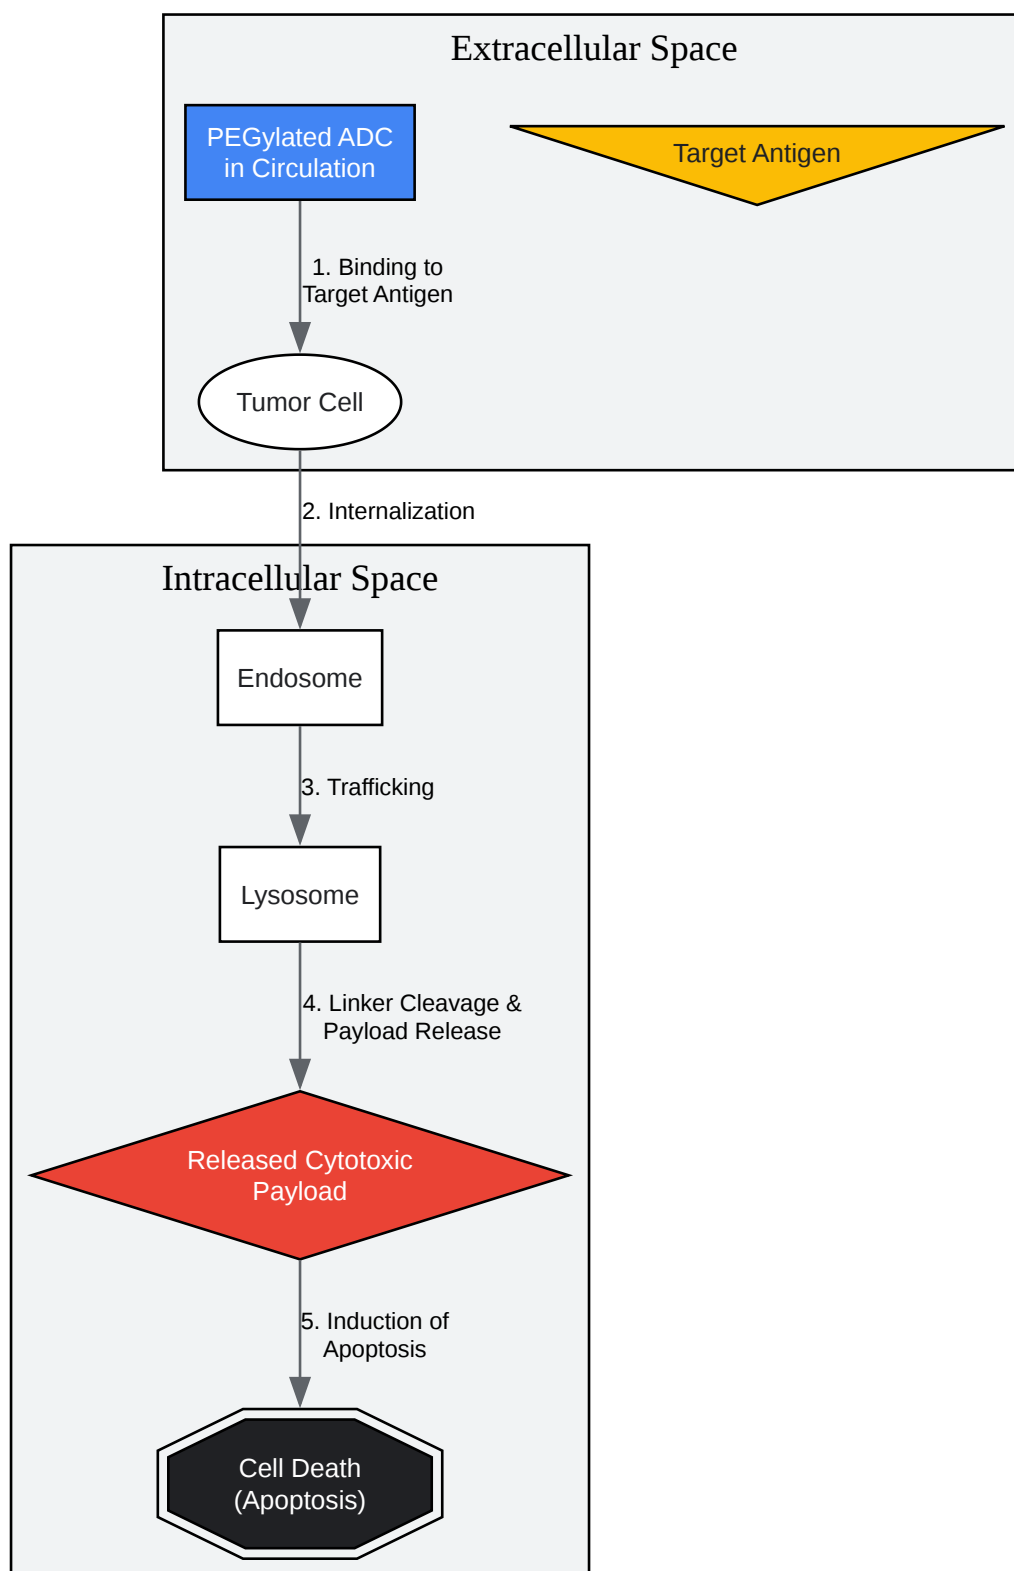 Extracellular Space
PEGylated ADC
in Circulation
Target Antigen
1. Binding to
Target Antigen
Tumor Cell
2. Internalization
Intracellular Space
Endosome
3. Trafficking
Lysosome
4. Linker Cleavage &
Payload Release
Released Cytotoxic
Payload
5. Induction of
Apoptosis
Cell Death
(Apoptosis)